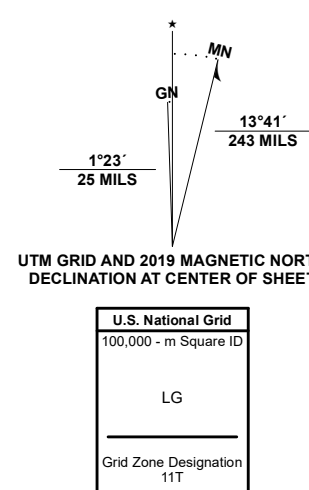 ★
MN
GN
13°41´
243 MILS
1°23´
25 MILS
UTM GRID AND 2019 MAGNETIC NORT
DECLINATION AT CENTER OF SHEET
U.S. National Grid
100,000 - m Square ID
LG
Grid Zone Designation
11T